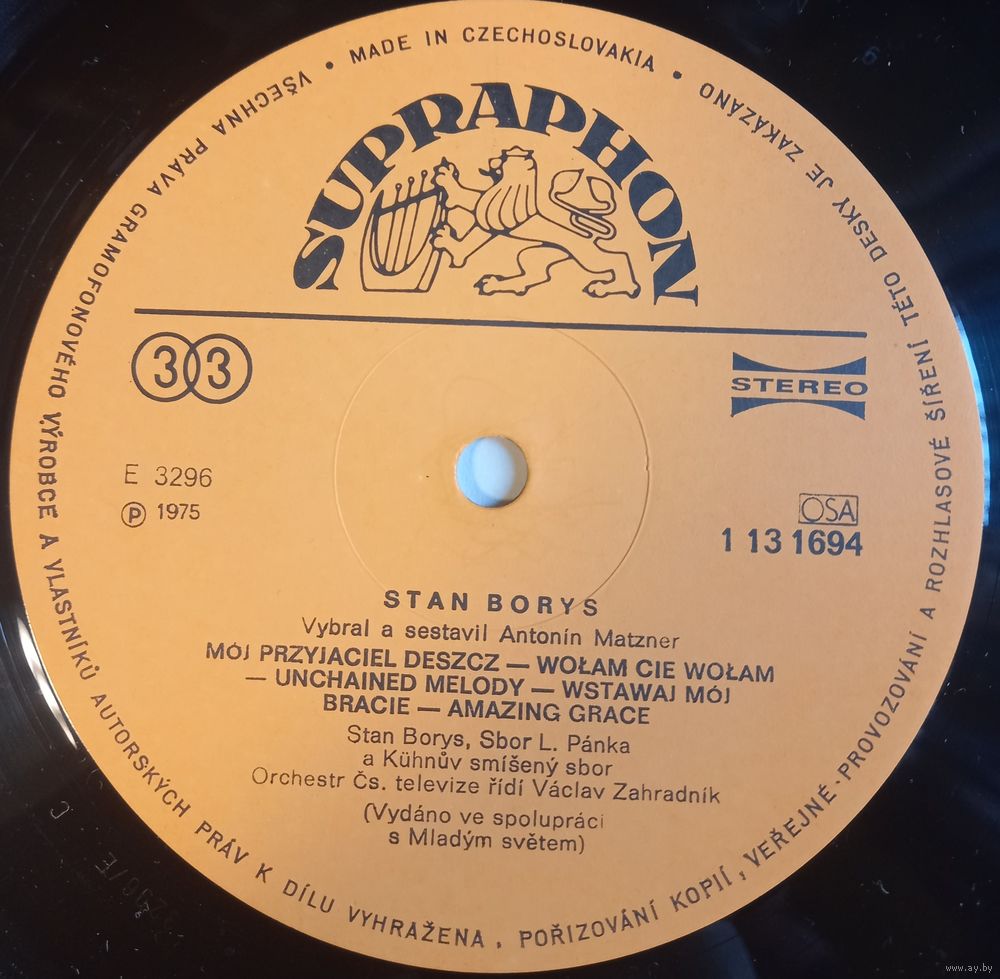 VŠECHNA PRÁVA GRAMOFONOVÉHO VÝROBCE A VLASTNÍKŮ AUTORSKÝCH PRÁV K DÍLU VYHRAŽENA, POŘIZOVÁNÍ KOPIÍ, VEŘEJNÉ PROVOZOVÁNÍ A ROZHLASOVÉ ŠÍŘENÍ TÉTO DESKY JE ZAKÁZÁNO
• MADE IN CZECHOSLOVAKIA •
SUPRAPHON
33
STEREO
E 3296
Ⓟ 1975
OSA
1 13 1694
STAN BORYS
Vybral a sestavil Antonín Matzner
MÓJ PRZYJACIEL DESZCZ — WOŁAM CIE WOŁAM
— UNCHAINED MELODY — WSTAWAJ MÓJ
BRACIE — AMAZING GRACE
Stan Borys, Sbor L. Pánka
a Kühnův smíšený sbor
Orchestr Čs. televize řídí Václav Zahradník
(Vydáno ve spolupráci
s Mladým světem)
www.ay.by